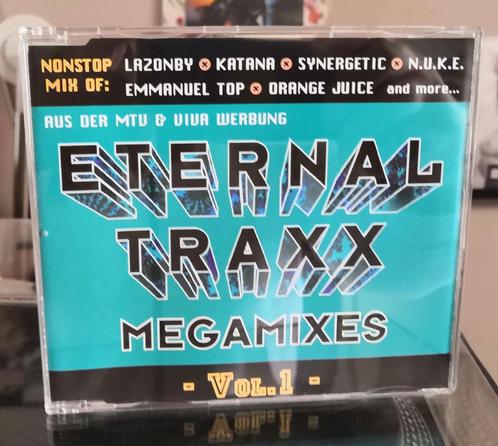 NONSTOP LAZONBY ⊗ KATANA ⊗ SYNERGETIC ⊗ N.U.K.E.
MIX OF: EMMANUEL TOP ⊗ ORANGE JUICE and more...
AUS DER MTV & VIVA WERBUNG
ETERNAL
TRAXX
MEGAMIXES
- VOL.1 -